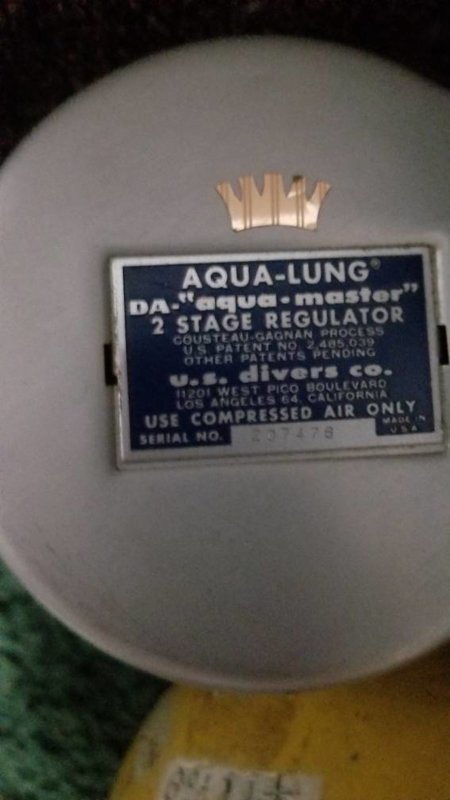 AQUA-LUNG®
DA-"aqua-master"
2 STAGE REGULATOR
COUSTEAU-GAGNAN PROCESS
U.S. PATENT NO. 2,485,039
OTHER PATENTS PENDING
u.s. divers co.
11201 WEST PICO BOULEVARD
LOS ANGELES 64, CALIFORNIA
USE COMPRESSED AIR ONLY
SERIAL NO. 237478
MADE IN
U S A